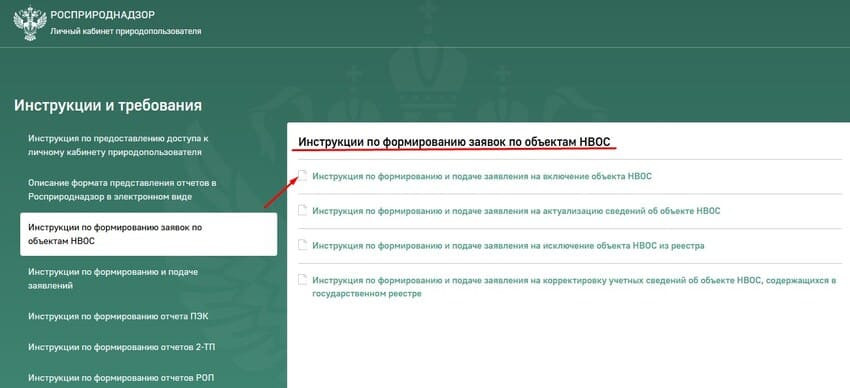 РОСПРИРОДНАДЗОР
Личный кабинет природопользователя
Инструкции и требования
Инструкция по предоставлению доступа к
личному кабинету природопользователя
Описание формата представления отчетов в
Росприроднадзор в электронном виде
Инструкции по формированию заявок по
объектам НВОС
Инструкции по формированию и подаче
заявлений
Инструкции по формированию отчета ПЭК
Инструкции по формированию отчетов 2-ТП
Инструкции по формированию отчетов РОП
Инструкции по формированию заявок по объектам НВОС
Инструкция по формированию и подаче заявления на включение объекта НВОС
Инструкция по формированию и подаче заявления на актуализацию сведений об объекте НВОС
Инструкция по формированию и подаче заявления на исключение объекта НВОС из реестра
Инструкция по формированию и подаче заявления на корректировку учетных сведений об объекте НВОС, содержащихся в
государственном реестре